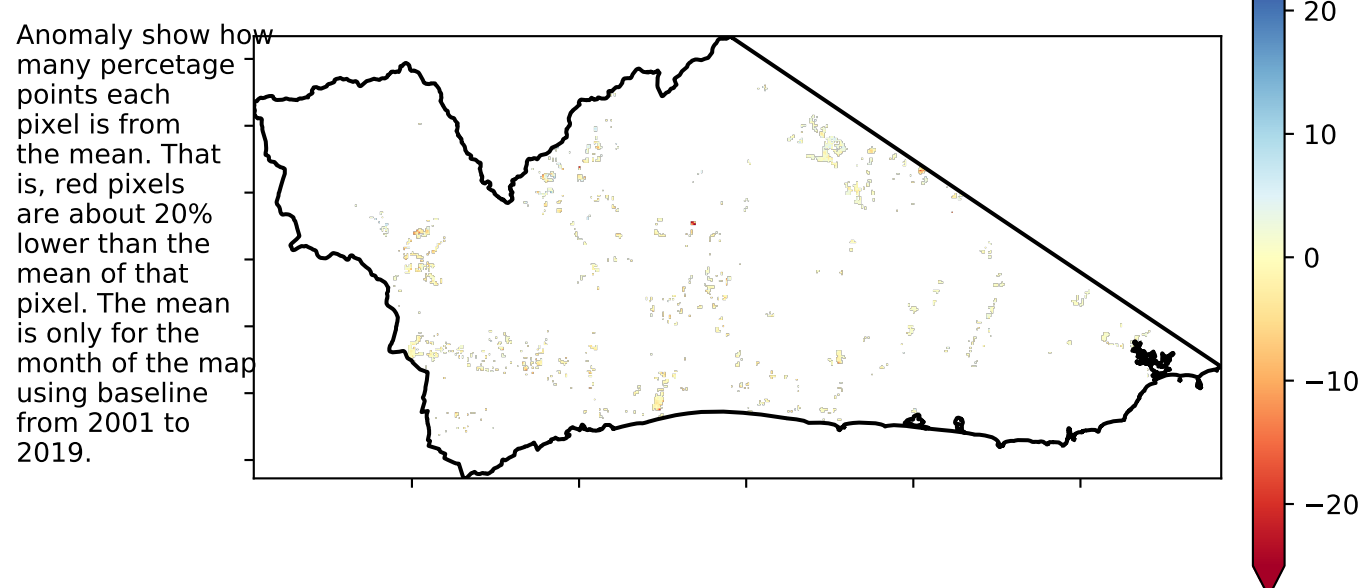 Anomaly show how
many percetage
points each
pixel is from
the mean. That
is, red pixels
are about 20%
lower than the
mean of that
pixel. The mean
is only for the
month of the map
using baseline
from 2001 to
2019.
20
10
0
−10
−20